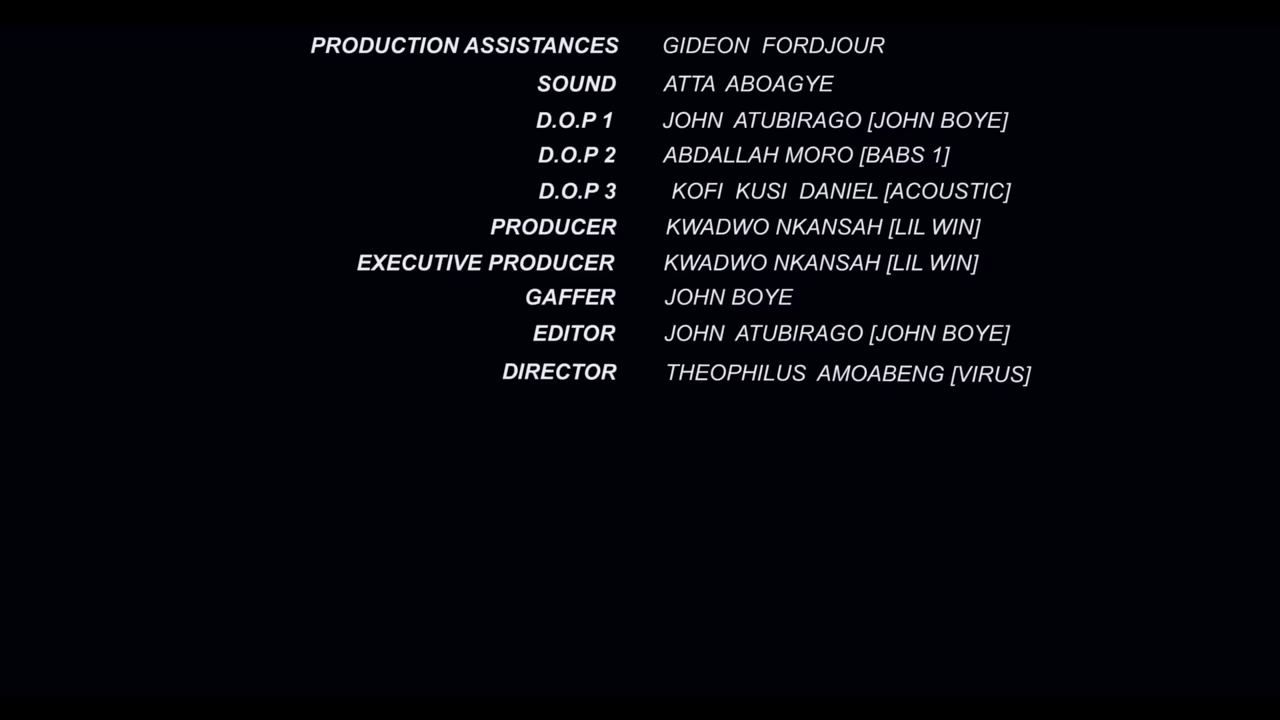 PRODUCTION ASSISTANCES GIDEON FORDJOUR
SOUND ATTA ABOAGYE
D.O.P 1 JOHN ATUBIRAGO [JOHN BOYE]
D.O.P 2 ABDALLAH MORO [BABS 1]
D.O.P 3 KOFI KUSI DANIEL [ACOUSTIC]
PRODUCER KWADWO NKANSAH [LIL WIN]
EXECUTIVE PRODUCER KWADWO NKANSAH [LIL WIN]
GAFFER JOHN BOYE
EDITOR JOHN ATUBIRAGO [JOHN BOYE]
DIRECTOR THEOPHILUS AMOABENG [VIRUS]